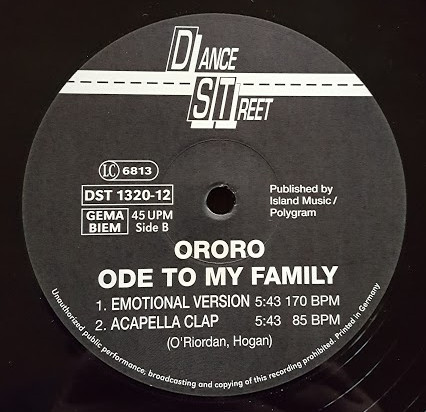 DANCE
STREET
LC 6813
DST 1320-12
GEMA
BIEM
45 UPM
Side B
Published by
Island Music/
Polygram
ORORO
ODE TO MY FAMILY
1. EMOTIONAL VERSION 5:43 170 BPM
2. ACAPELLA CLAP 5:43 85 BPM
(O'Riordan, Hogan)
Unauthorized public performance, broadcasting and copying of this recording prohibited. Printed in Germany